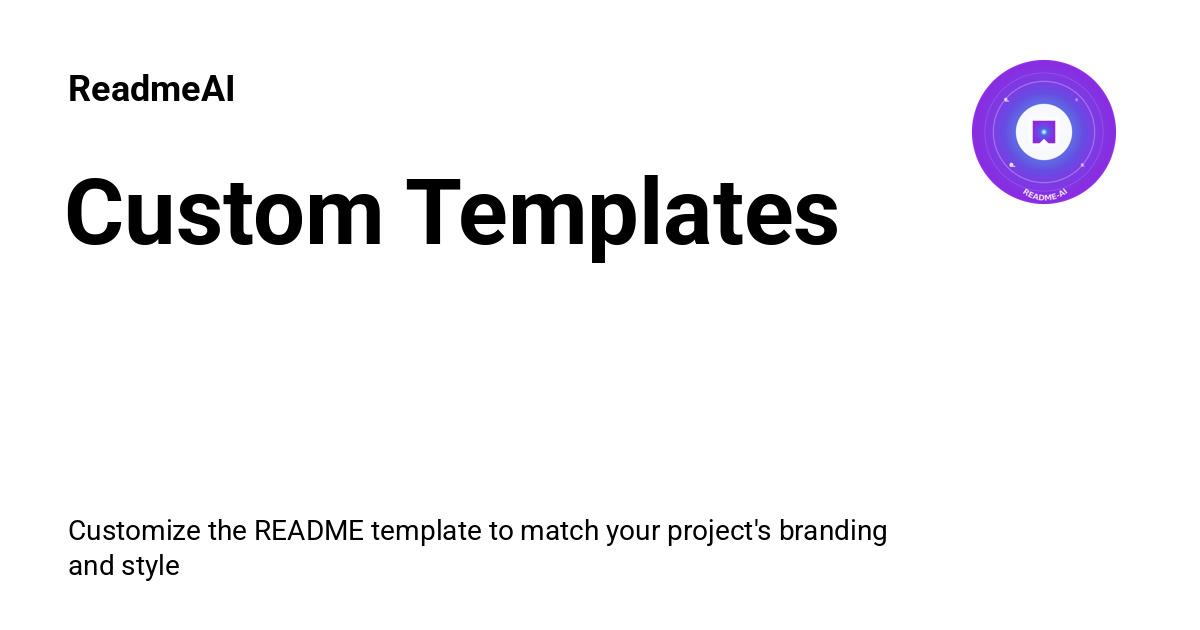 ReadmeAI
README-AI
Custom Templates
Customize the README template to match your project's branding
and style